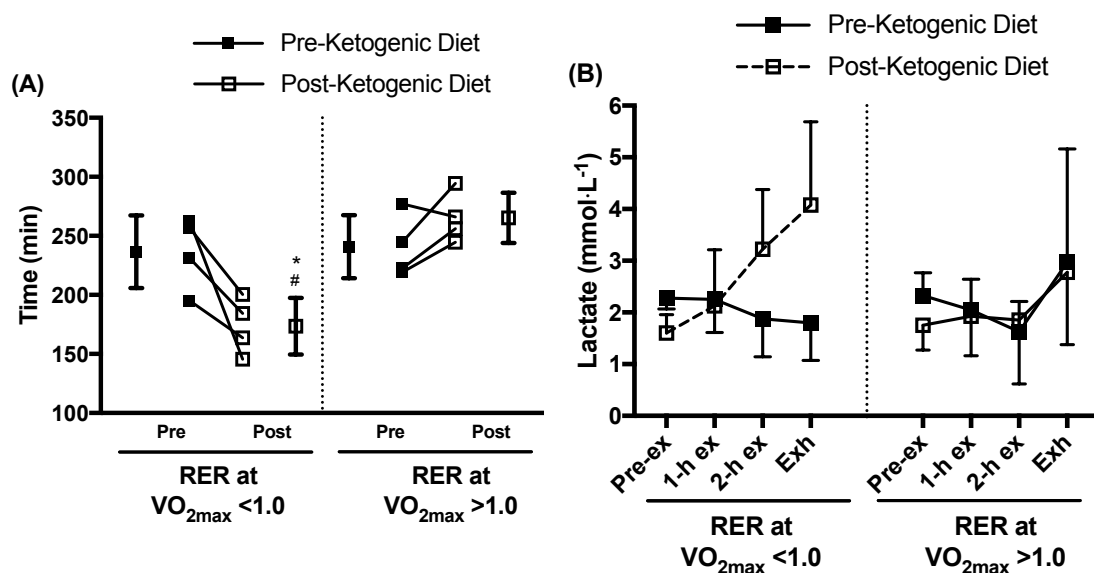 (A)
Pre-Ketogenic Diet
Post-Ketogenic Diet
Time (min)
350
300
250
200
150
100
*
#
Pre Post Pre Post
RER at
VO2max <1.0
RER at
VO2max >1.0
(B)
Pre-Ketogenic Diet
Post-Ketogenic Diet
Lactate (mmol·L-1)
6
5
4
3
2
1
0
Pre-ex 1-h ex 2-h ex Exh Pre-ex 1-h ex 2-h ex Exh
RER at
VO2max <1.0
RER at
VO2max >1.0